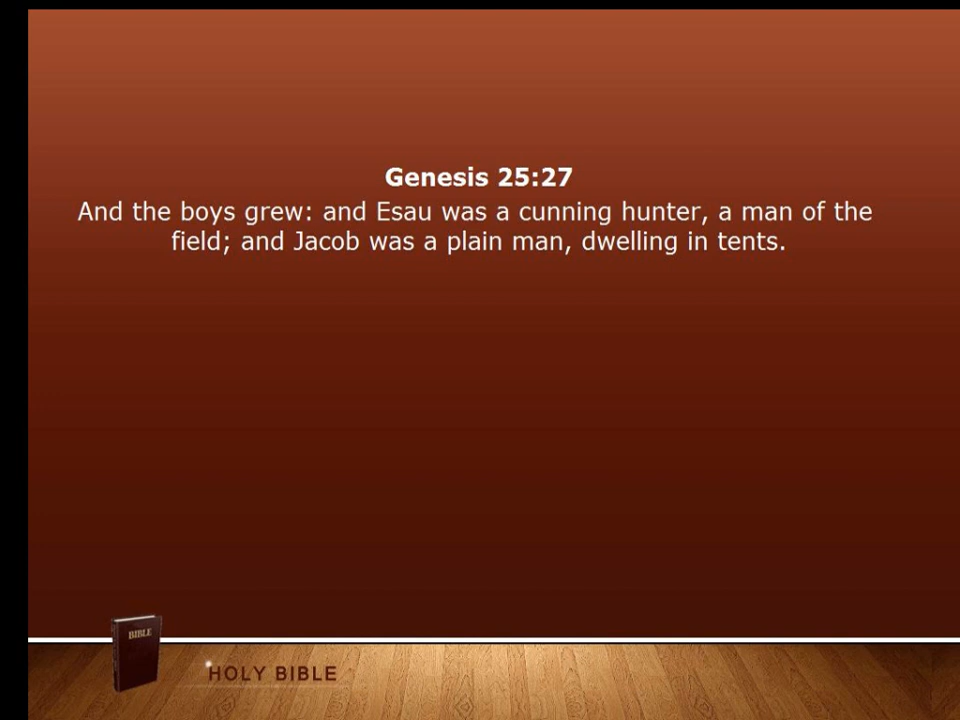 Genesis 25:27
And the boys grew: and Esau was a cunning hunter, a man of the
field; and Jacob was a plain man, dwelling in tents.
BIBLE
HOLY BIBLE